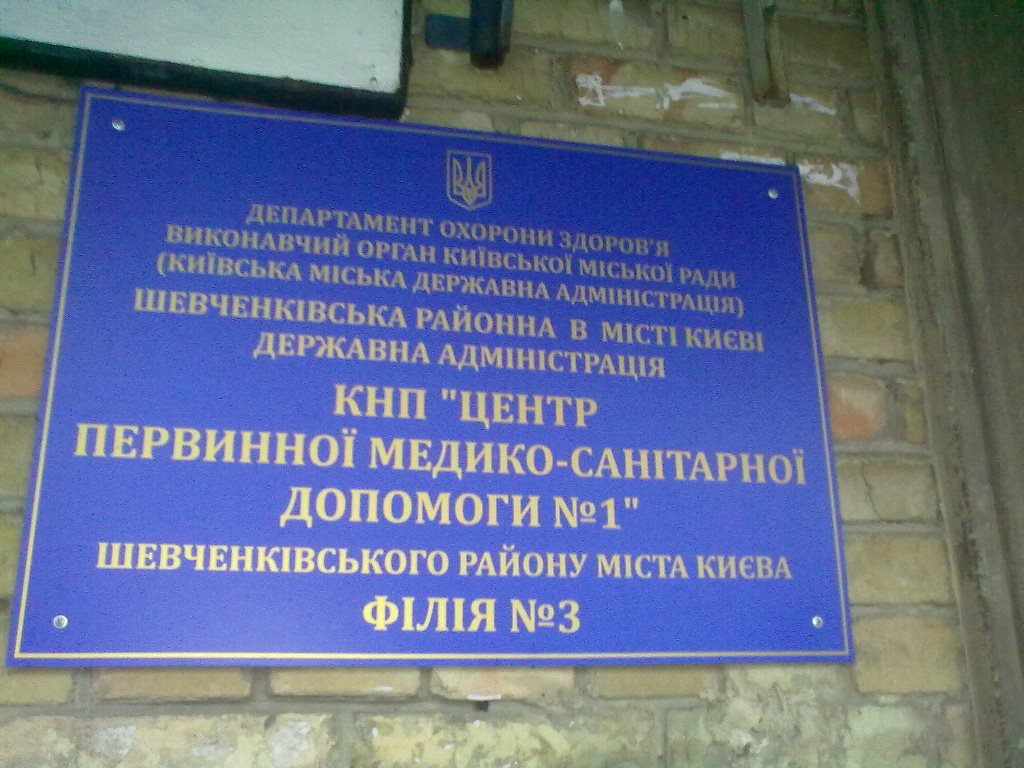 ДЕПАРТАМЕНТ ОХОРОНИ ЗДОРОВ'Я
ВИКОНАВЧИЙ ОРГАН КИЇВСЬКОЇ МІСЬКОЇ РАДИ
(КИЇВСЬКА МІСЬКА ДЕРЖАВНА АДМІНІСТРАЦІЯ)
ШЕВЧЕНКІВСЬКА РАЙОННА В МІСТІ КИЄВІ
ДЕРЖАВНА АДМІНІСТРАЦІЯ
КНП "ЦЕНТР
ПЕРВИННОЇ МЕДИКО-САНІТАРНОЇ
ДОПОМОГИ №1"
ШЕВЧЕНКІВСЬКОГО РАЙОНУ МІСТА КИЄВА
ФІЛІЯ №3